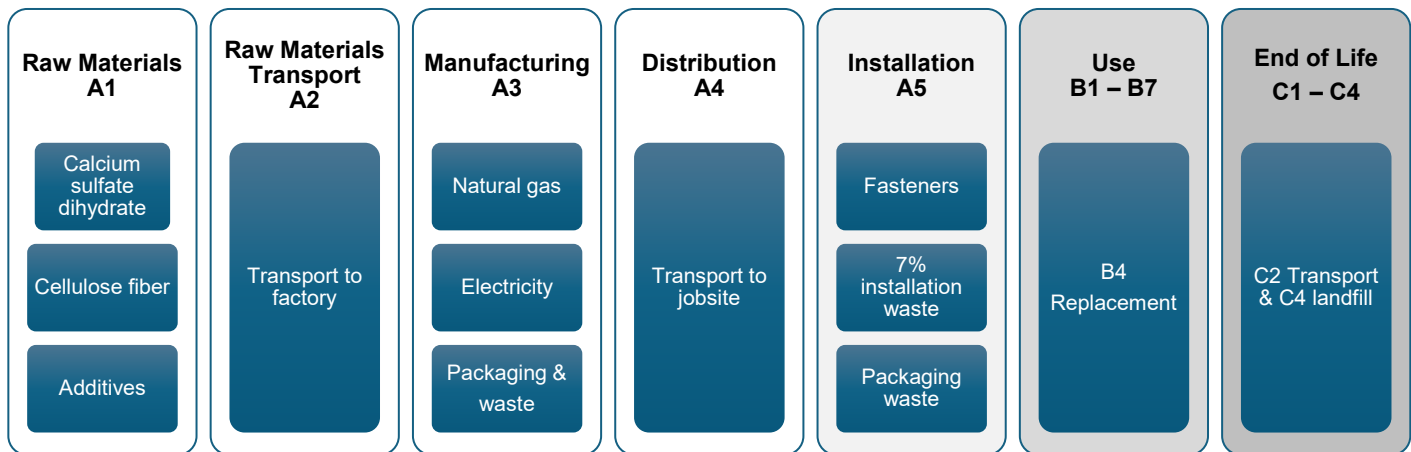 Raw Materials
A1
Calcium
sulfate
dihydrate
Cellulose fiber
Additives
Raw Materials
Transport
A2
Transport to
factory
Manufacturing
A3
Natural gas
Electricity
Packaging &
waste
Distribution
A4
Transport to
jobsite
Installation
A5
Fasteners
7%
installation
waste
Packaging
waste
Use
B1 – B7
B4
Replacement
End of Life
C1 – C4
C2 Transport
& C4 landfill